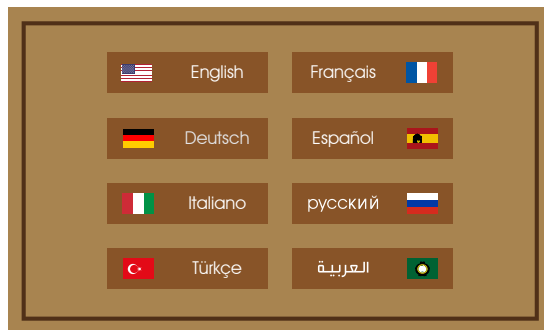 English
Français
Deutsch
Español
Italiano
русский
Türkçe
العربية